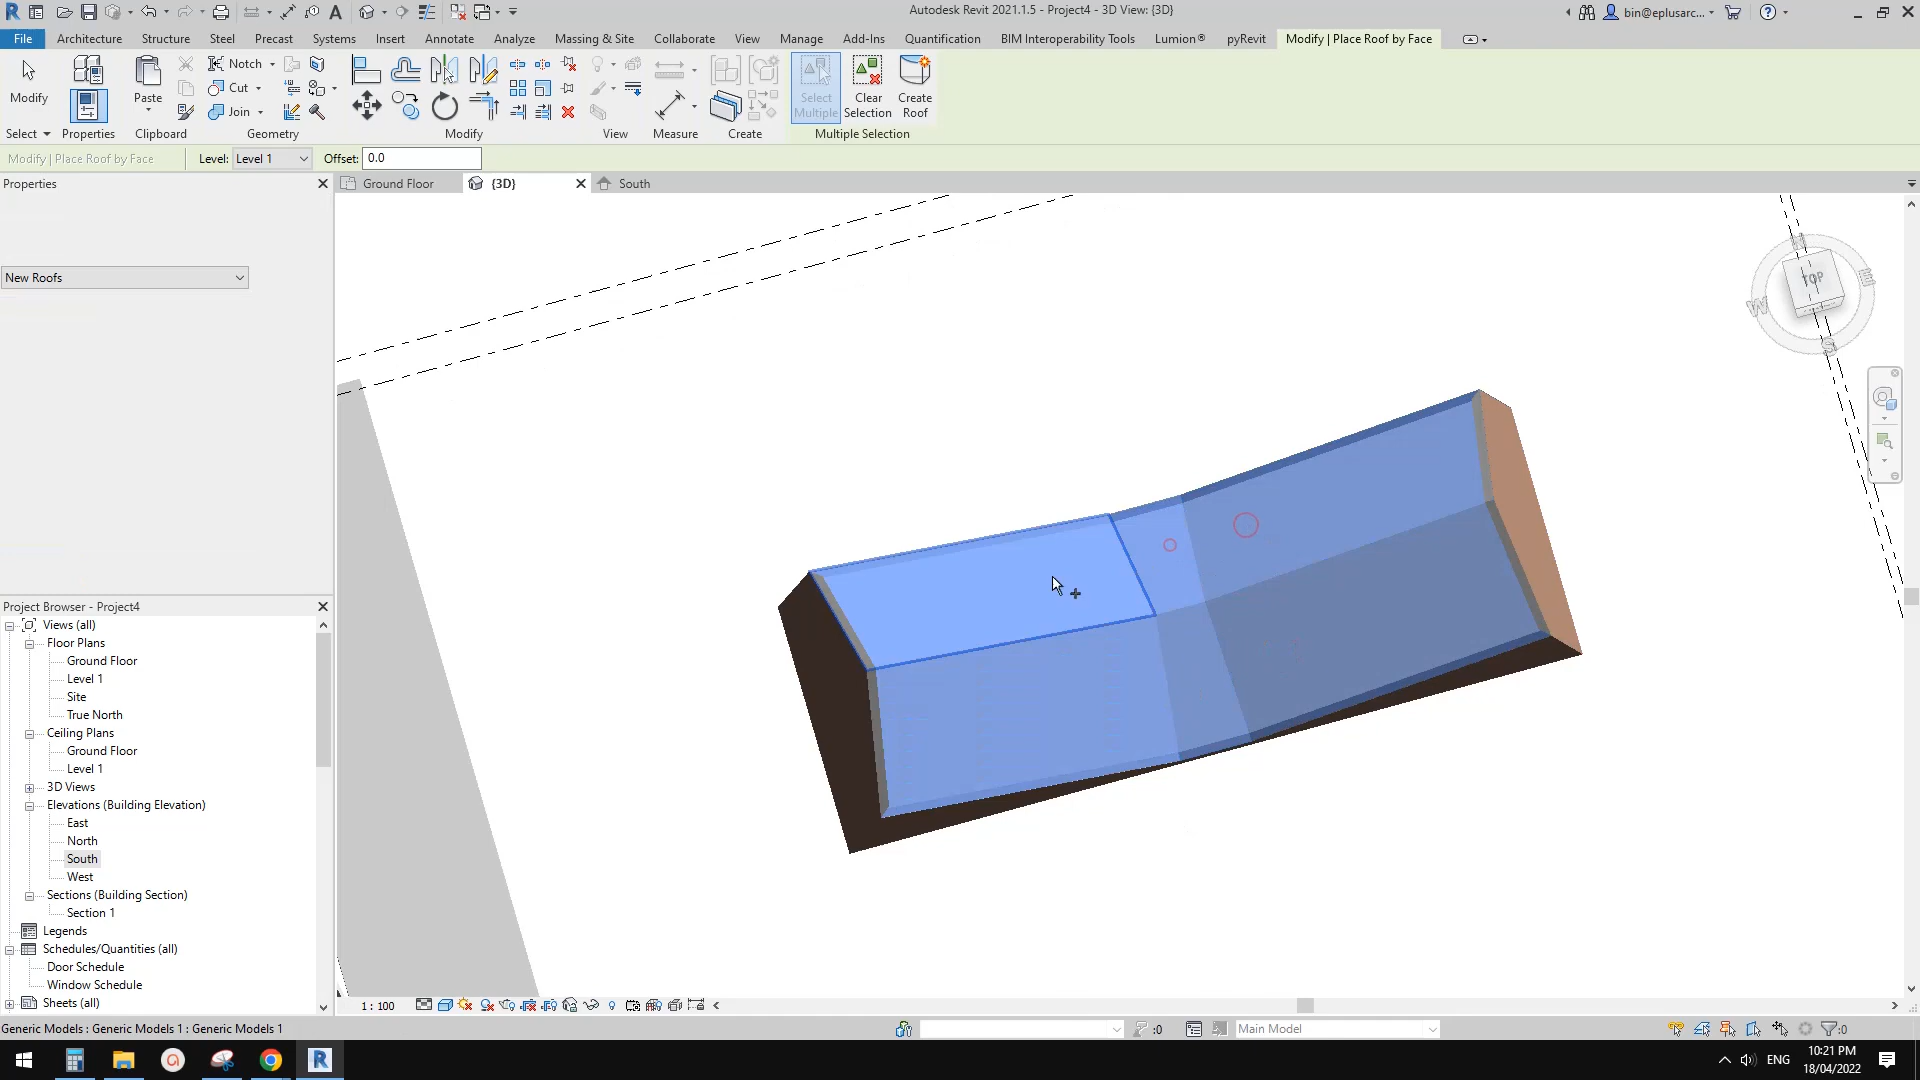 Autodesk Revit 2021.1.5 - Project4 - 3D View: {3D}
bin@eplusarc...
File Architecture Structure Steel Precast Systems Insert Annotate Analyze Massing & Site Collaborate View Manage Add-Ins Quantification BIM Interoperability Tools Lumion® pyRevit Modify | Place Roof by Face
Modify
Paste
Notch
Cut
Join
Select Multiple
Clear Selection
Create Roof
Select Properties Clipboard Geometry Modify View Measure Create Multiple Selection
Modify | Place Roof by Face Level: Level 1 Offset: 0.0
Properties
Ground Floor {3D} South
New Roofs
TOP
W
E
S
Project Browser - Project4
Views (all)
Floor Plans
Ground Floor
Level 1
Site
True North
Ceiling Plans
Ground Floor
Level 1
3D Views
Elevations (Building Elevation)
East
North
South
West
Sections (Building Section)
Section 1
Legends
Schedules/Quantities (all)
Door Schedule
Window Schedule
Sheets (all)
1 : 100
Generic Models : Generic Models 1 : Generic Models 1
:0
Main Model
:0
ENG
10:21 PM
18/04/2022